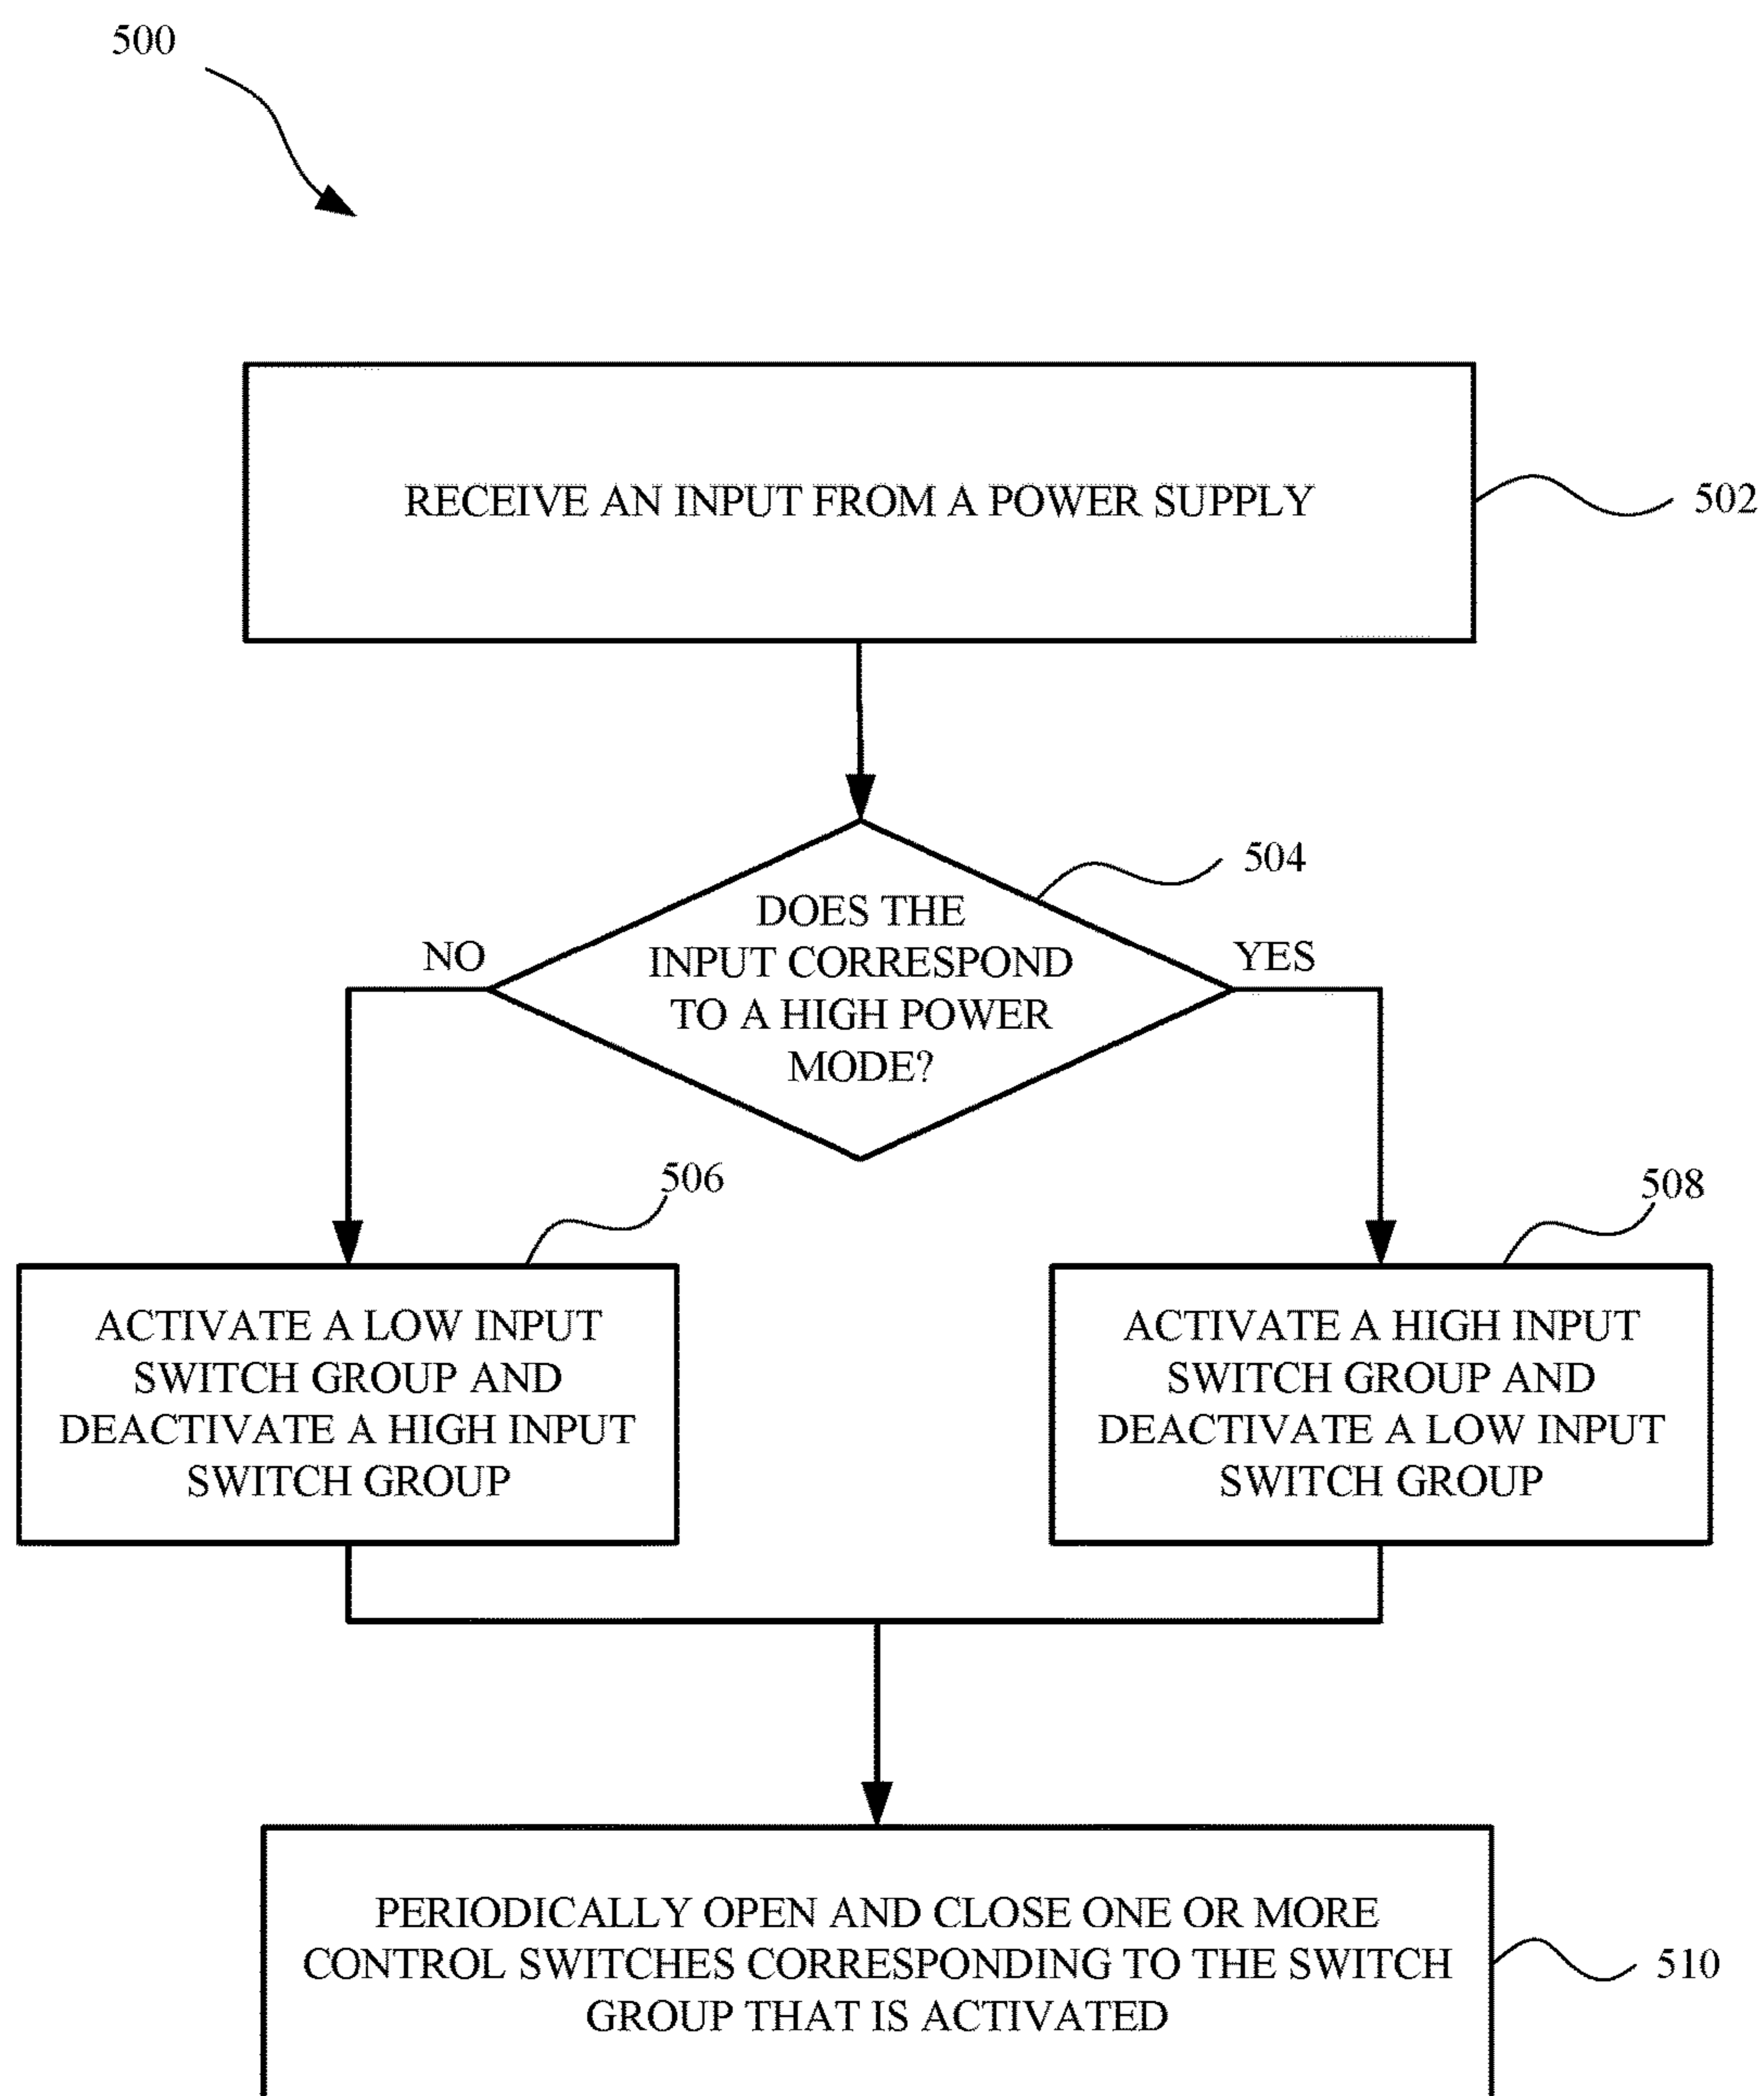 500
RECEIVE AN INPUT FROM A POWER SUPPLY
502
504
DOES THE
INPUT CORRESPOND
TO A HIGH POWER
MODE?
NO
YES
506
508
ACTIVATE A LOW INPUT
SWITCH GROUP AND
DEACTIVATE A HIGH INPUT
SWITCH GROUP
ACTIVATE A HIGH INPUT
SWITCH GROUP AND
DEACTIVATE A LOW INPUT
SWITCH GROUP
PERIODICALLY OPEN AND CLOSE ONE OR MORE
CONTROL SWITCHES CORRESPONDING TO THE SWITCH
GROUP THAT IS ACTIVATED
510